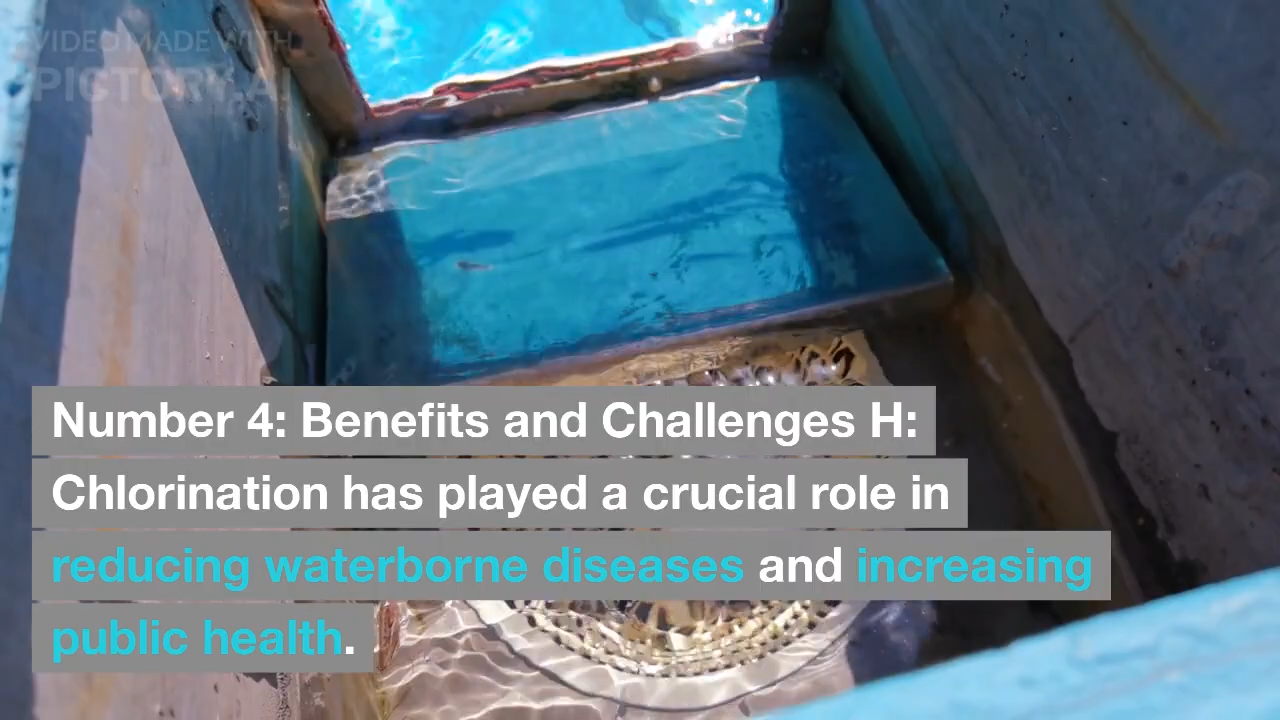 VIDEO MADE WITH
PICTORY.AI
Number 4: Benefits and Challenges H:
Chlorination has played a crucial role in
reducing waterborne diseases and increasing
public health.